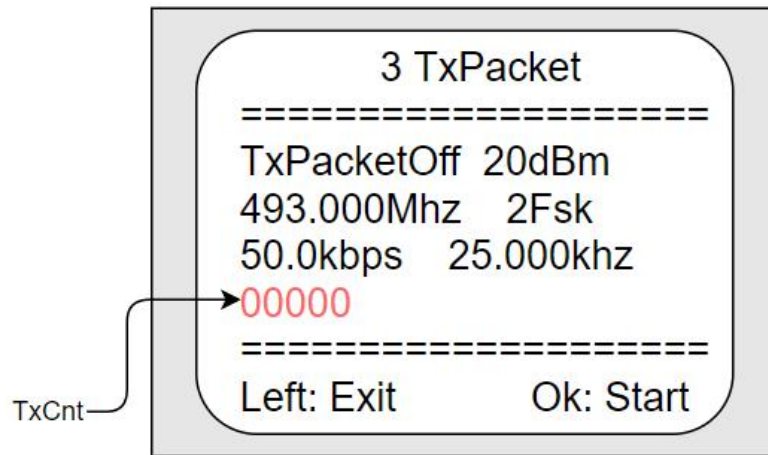 3 TxPacket
=====================
TxPacketOff 20dBm
493.000Mhz 2Fsk
50.0kbps 25.000khz
00000
=====================
Left: Exit Ok: Start
TxCnt